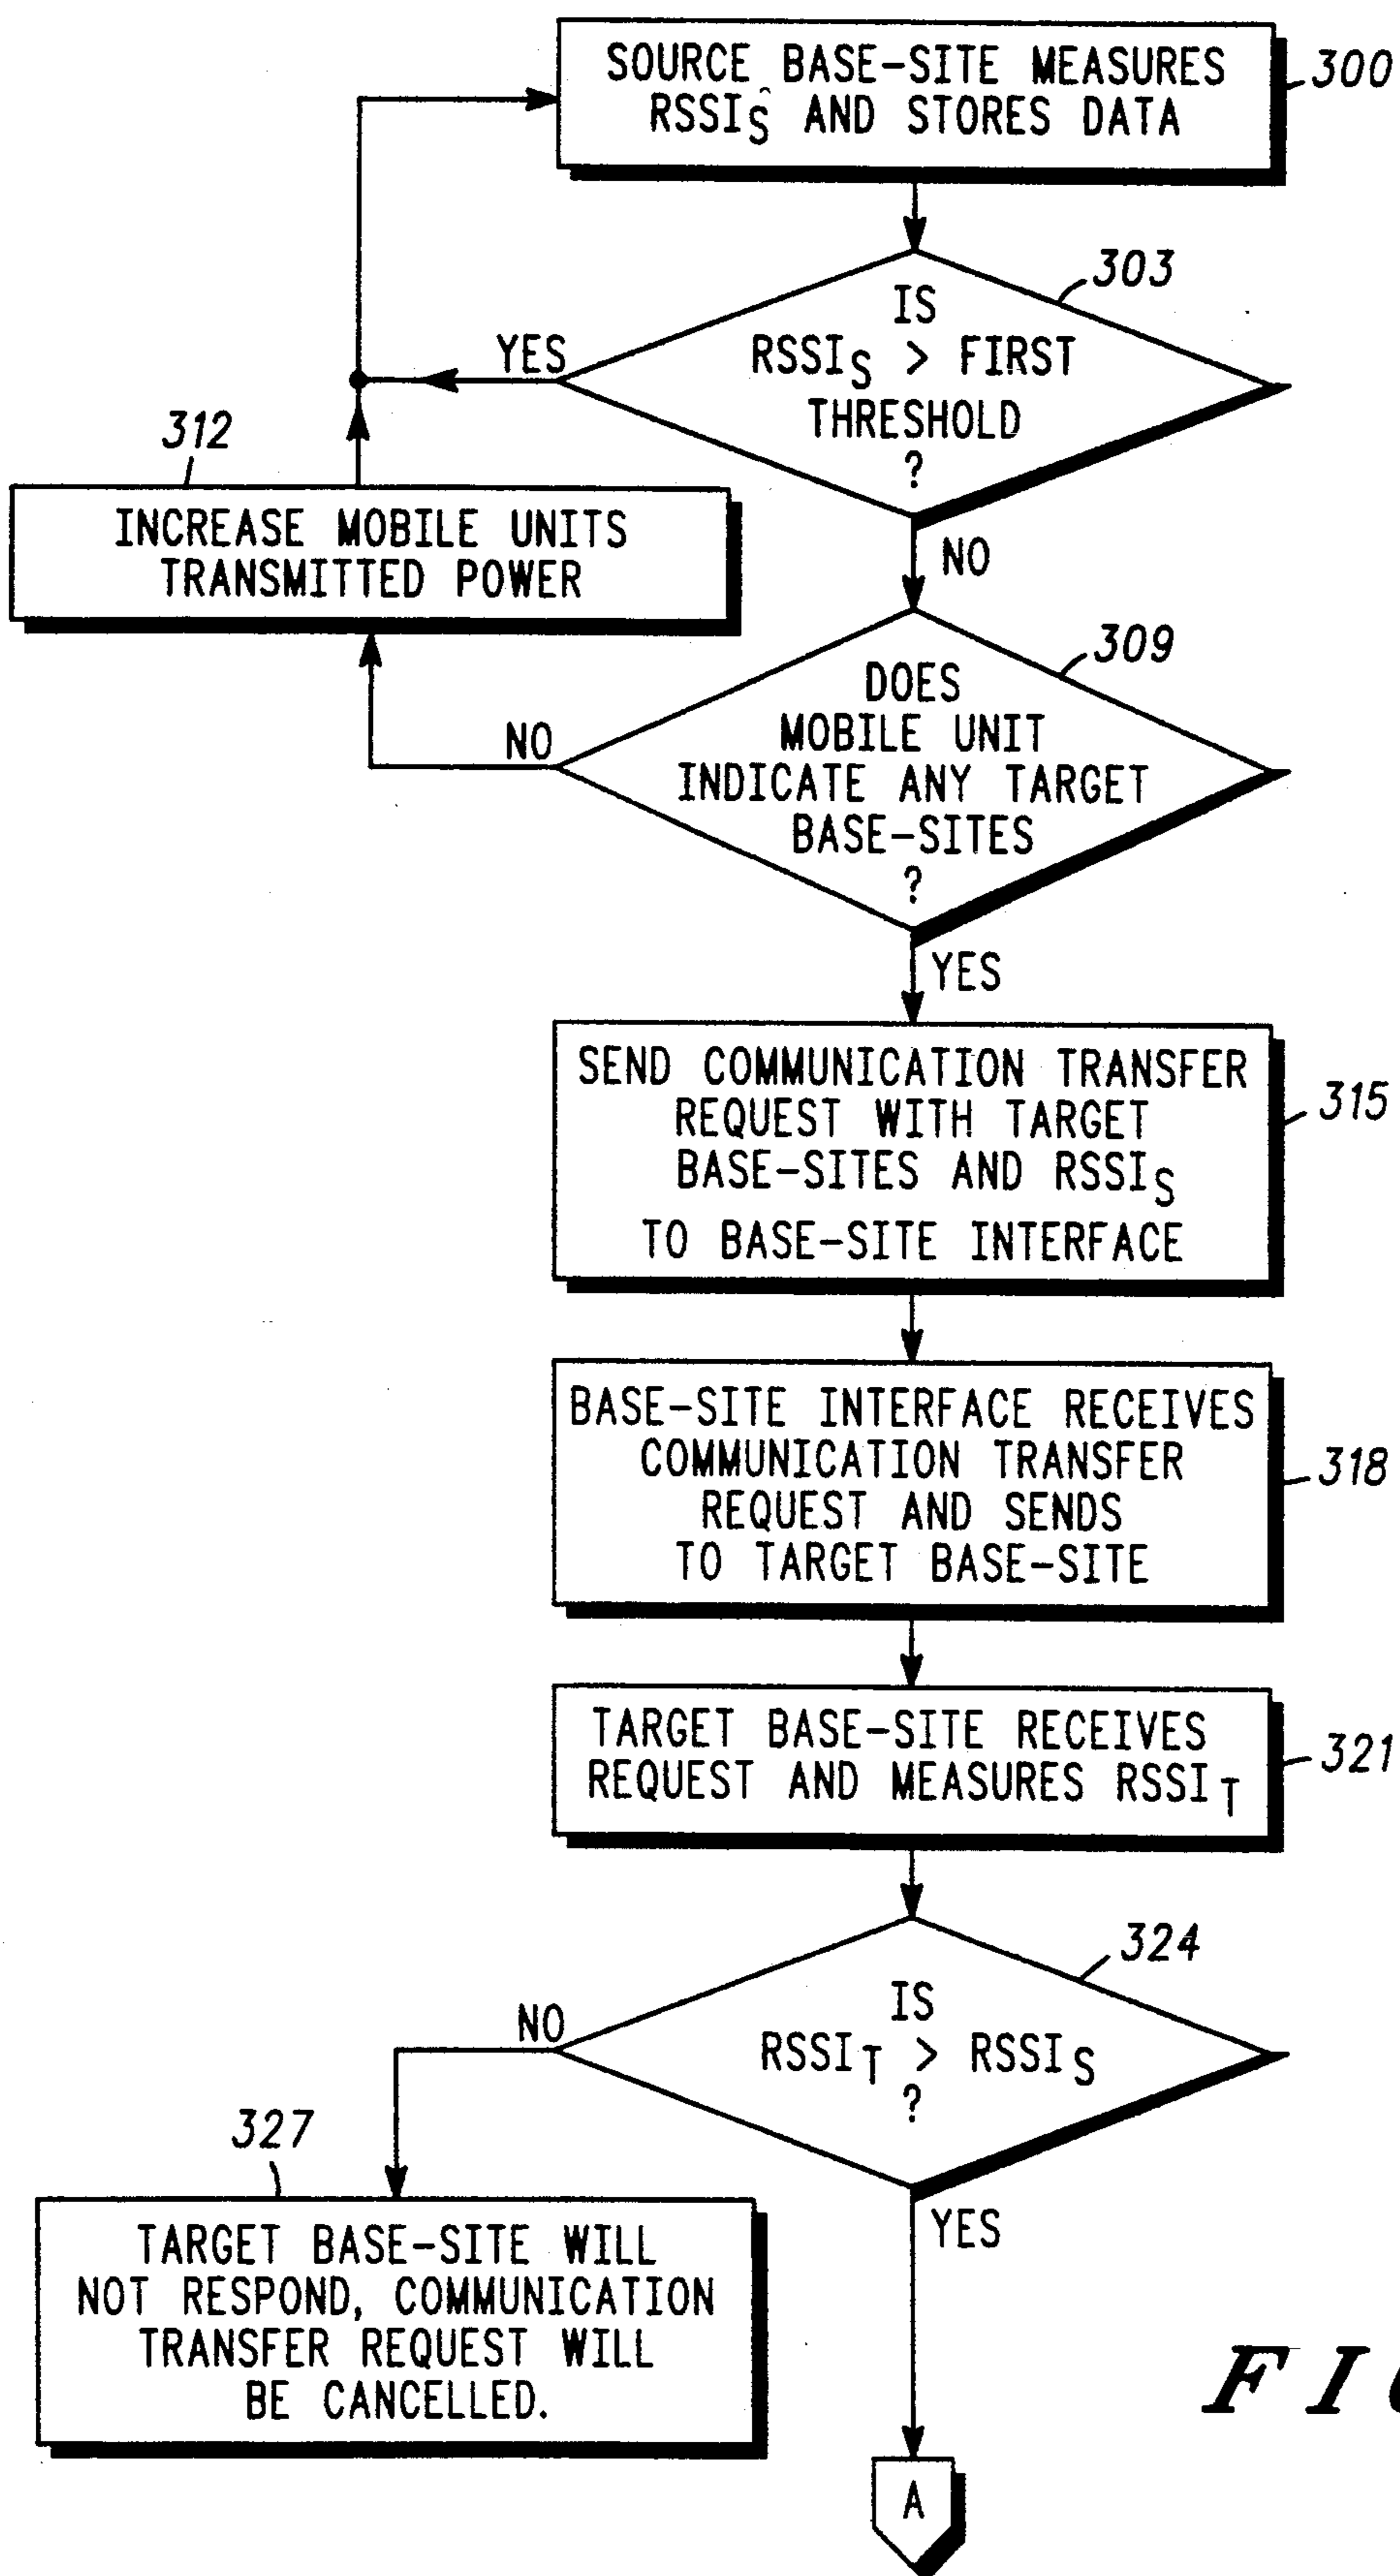 SOURCE BASE-SITE MEASURES
RSSIS AND STORES DATA
300
IS
RSSIS > FIRST
THRESHOLD
?
303
YES
NO
312
INCREASE MOBILE UNITS
TRANSMITTED POWER
DOES
MOBILE UNIT
INDICATE ANY TARGET
BASE-SITES
?
309
NO
YES
SEND COMMUNICATION TRANSFER
REQUEST WITH TARGET
BASE-SITES AND RSSIS
TO BASE-SITE INTERFACE
315
BASE-SITE INTERFACE RECEIVES
COMMUNICATION TRANSFER
REQUEST AND SENDS
TO TARGET BASE-SITE
318
TARGET BASE-SITE RECEIVES
REQUEST AND MEASURES RSSIT
321
IS
RSSIT > RSSIS
?
324
NO
YES
327
TARGET BASE-SITE WILL
NOT RESPOND, COMMUNICATION
TRANSFER REQUEST WILL
BE CANCELLED.
A